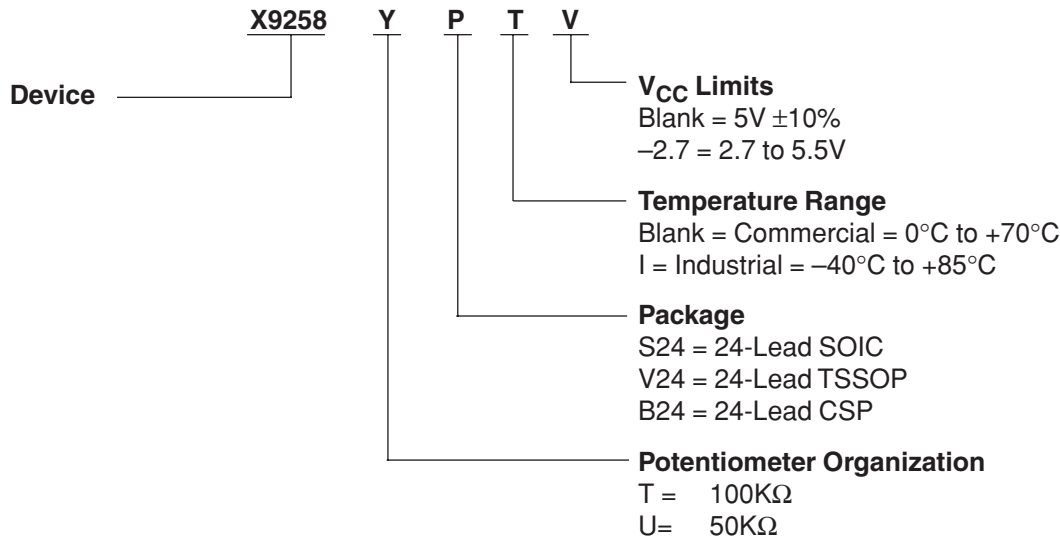 X9258 Y P T V
Device
V_CC Limits
Blank = 5V ±10%
–2.7 = 2.7 to 5.5V
Temperature Range
Blank = Commercial = 0°C to +70°C
I = Industrial = –40°C to +85°C
Package
S24 = 24-Lead SOIC
V24 = 24-Lead TSSOP
B24 = 24-Lead CSP
Potentiometer Organization
T = 100KΩ
U= 50KΩ